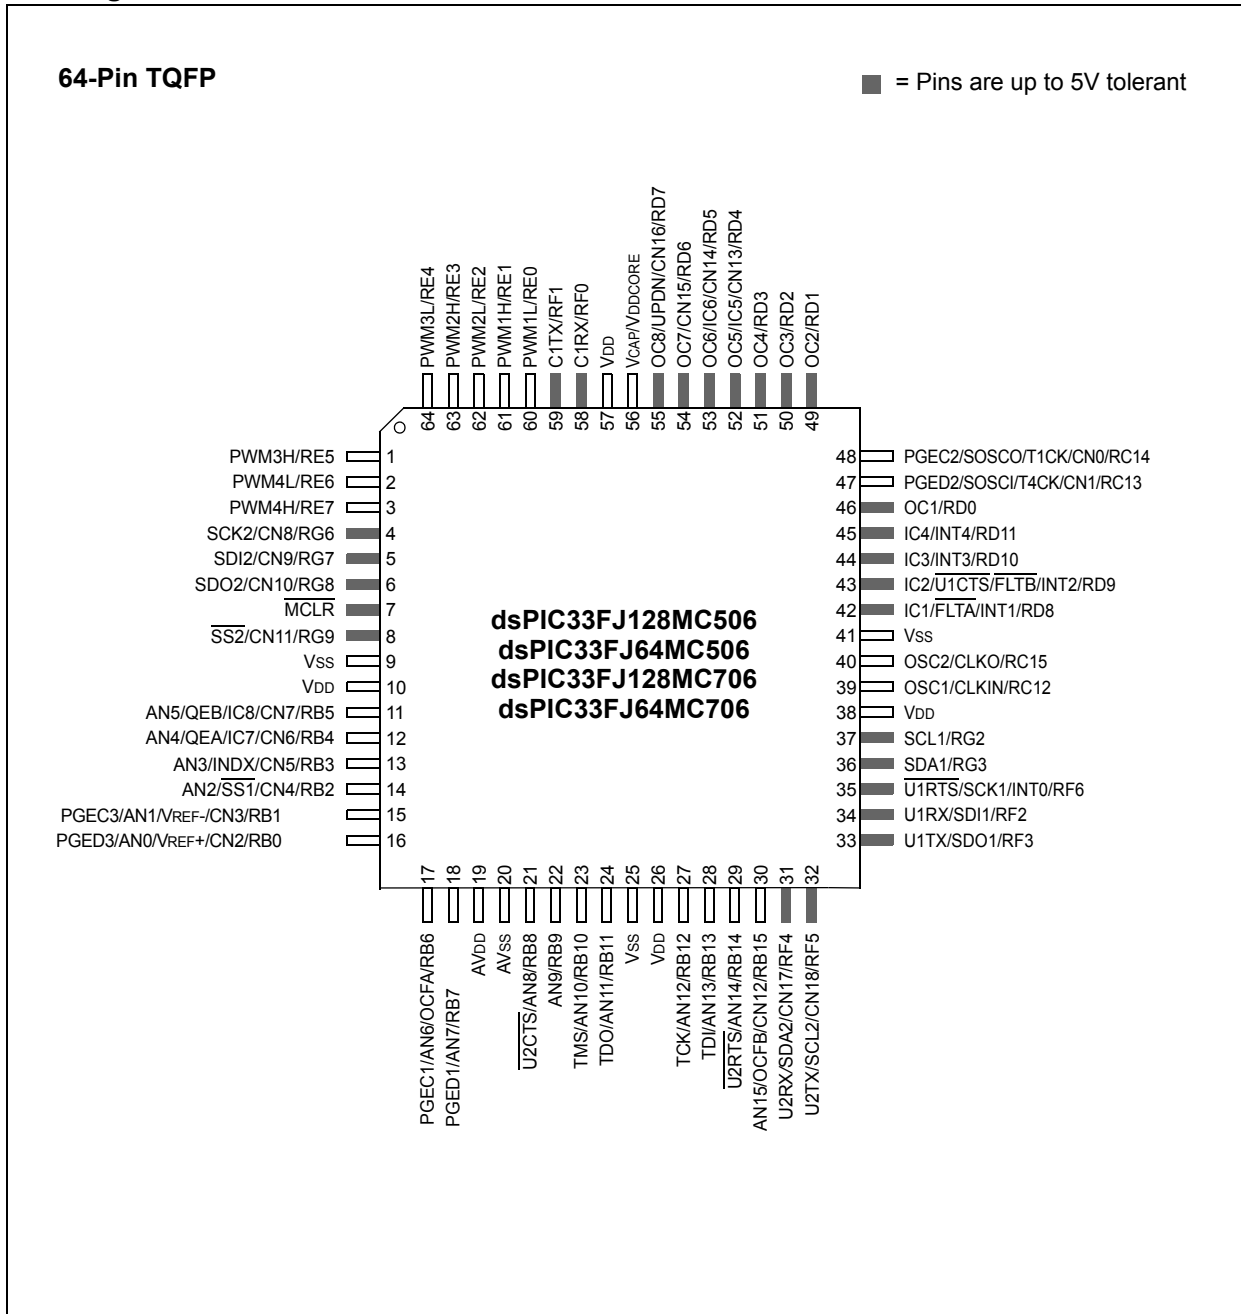 64-Pin TQFP
= Pins are up to 5V tolerant
PWM3L/RE4
PWM2H/RE3
PWM2L/RE2
PWM1H/RE1
PWM1L/RE0
C1TX/RF1
C1RX/RF0
VDD
VCAP/VDDCORE
OC8/UPDN/CN16/RD7
OC7/CN15/RD6
OC6/IC6/CN14/RD5
OC5/IC5/CN13/RD4
OC4/RD3
OC3/RD2
OC2/RD1
64 63 62 61 60 59 58 57 56 55 54 53 52 51 50 49
PWM3H/RE5 1
PWM4L/RE6 2
PWM4H/RE7 3
SCK2/CN8/RG6 4
SDI2/CN9/RG7 5
SDO2/CN10/RG8 6
MCLR 7
SS2/CN11/RG9 8
VSS 9
VDD 10
AN5/QEB/IC8/CN7/RB5 11
AN4/QEA/IC7/CN6/RB4 12
AN3/INDX/CN5/RB3 13
AN2/SS1/CN4/RB2 14
PGEC3/AN1/VREF-/CN3/RB1 15
PGED3/AN0/VREF+/CN2/RB0 16
dsPIC33FJ128MC506
dsPIC33FJ64MC506
dsPIC33FJ128MC706
dsPIC33FJ64MC706
48 PGEC2/SOSCO/T1CK/CN0/RC14
47 PGED2/SOSCI/T4CK/CN1/RC13
46 OC1/RD0
45 IC4/INT4/RD11
44 IC3/INT3/RD10
43 IC2/U1CTS/FLTB/INT2/RD9
42 IC1/FLTA/INT1/RD8
41 VSS
40 OSC2/CLKO/RC15
39 OSC1/CLKIN/RC12
38 VDD
37 SCL1/RG2
36 SDA1/RG3
35 U1RTS/SCK1/INT0/RF6
34 U1RX/SDI1/RF2
33 U1TX/SDO1/RF3
17 18 19 20 21 22 23 24 25 26 27 28 29 30 31 32
PGEC1/AN6/OCFA/RB6
PGED1/AN7/RB7
AVDD
AVSS
U2CTS/AN8/RB8
AN9/RB9
TMS/AN10/RB10
TDO/AN11/RB11
VSS
VDD
TCK/AN12/RB12
TDI/AN13/RB13
U2RTS/AN14/RB14
AN15/OCFB/CN12/RB15
U2RX/SDA2/CN17/RF4
U2TX/SCL2/CN18/RF5